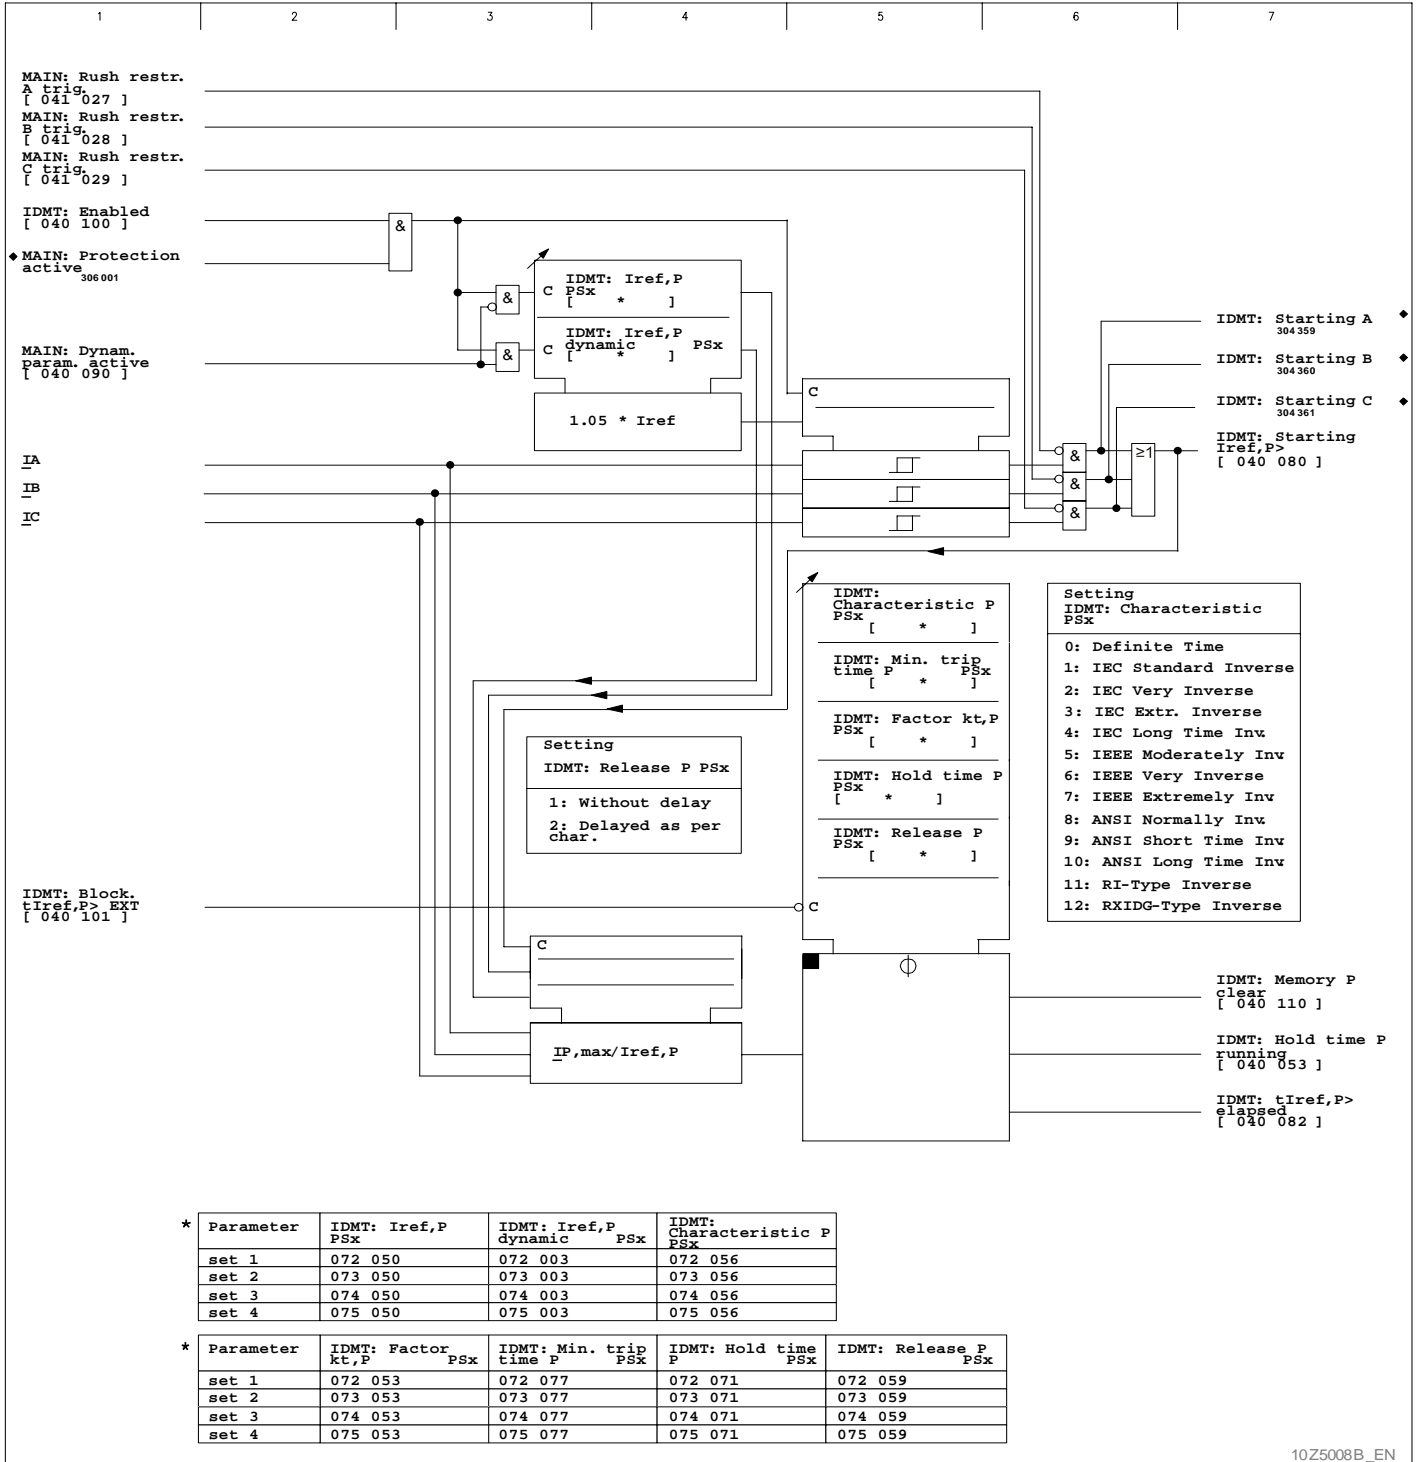 1 2 3 4 5 6 7
MAIN: Rush restr.
A trig.
[ 041 027 ]
MAIN: Rush restr.
B trig.
[ 041 028 ]
MAIN: Rush restr.
C trig.
[ 041 029 ]
IDMT: Enabled
[ 040 100 ]
&
MAIN: Protection
active
306 001
MAIN: Dynam.
param. active
[ 040 090 ]
&
&
C
IDMT: Iref,P
PSx
[ * ]
C
IDMT: Iref,P
dynamic PSx
[ * ]
1.05 * Iref
C
IDMT: Starting A
304 359
IDMT: Starting B
304 360
IDMT: Starting C
304 361
IDMT: Starting
Iref,P>
[ 040 080 ]
IA
IB
IC
&
&
&
≥1
IDMT:
Characteristic P
PSx
[ * ]
IDMT: Min. trip
time P PSx
[ * ]
IDMT: Factor kt,P
PSx
[ * ]
IDMT: Hold time P
PSx
[ * ]
IDMT: Release P
PSx
[ * ]
C
Setting
IDMT: Characteristic
PSx
0: Definite Time
1: IEC Standard Inverse
2: IEC Very Inverse
3: IEC Extr. Inverse
4: IEC Long Time Inv.
5: IEEE Moderately Inv
6: IEEE Very Inverse
7: IEEE Extremely Inv
8: ANSI Normally Inv.
9: ANSI Short Time Inv
10: ANSI Long Time Inv
11: RI-Type Inverse
12: RXIDG-Type Inverse
Setting
IDMT: Release P PSx
1: Without delay
2: Delayed as per
char.
IDMT: Block.
tIref,P> EXT
[ 040 101 ]
C
IP,max/Iref,P
IDMT: Memory P
clear
[ 040 110 ]
IDMT: Hold time P
running
[ 040 053 ]
IDMT: tIref,P>
elapsed
[ 040 082 ]
* Parameter IDMT: Iref,P PSx IDMT: Iref,P dynamic PSx IDMT: Characteristic P PSx
set 1 072 050 072 003 072 056
set 2 073 050 073 003 073 056
set 3 074 050 074 003 074 056
set 4 075 050 075 003 075 056
* Parameter IDMT: Factor kt,P PSx IDMT: Min. trip time P PSx IDMT: Hold time P PSx IDMT: Release P PSx
set 1 072 053 072 077 072 071 072 059
set 2 073 053 073 077 073 071 073 059
set 3 074 053 074 077 074 071 074 059
set 4 075 053 075 077 075 071 075 059
10Z5008B_EN